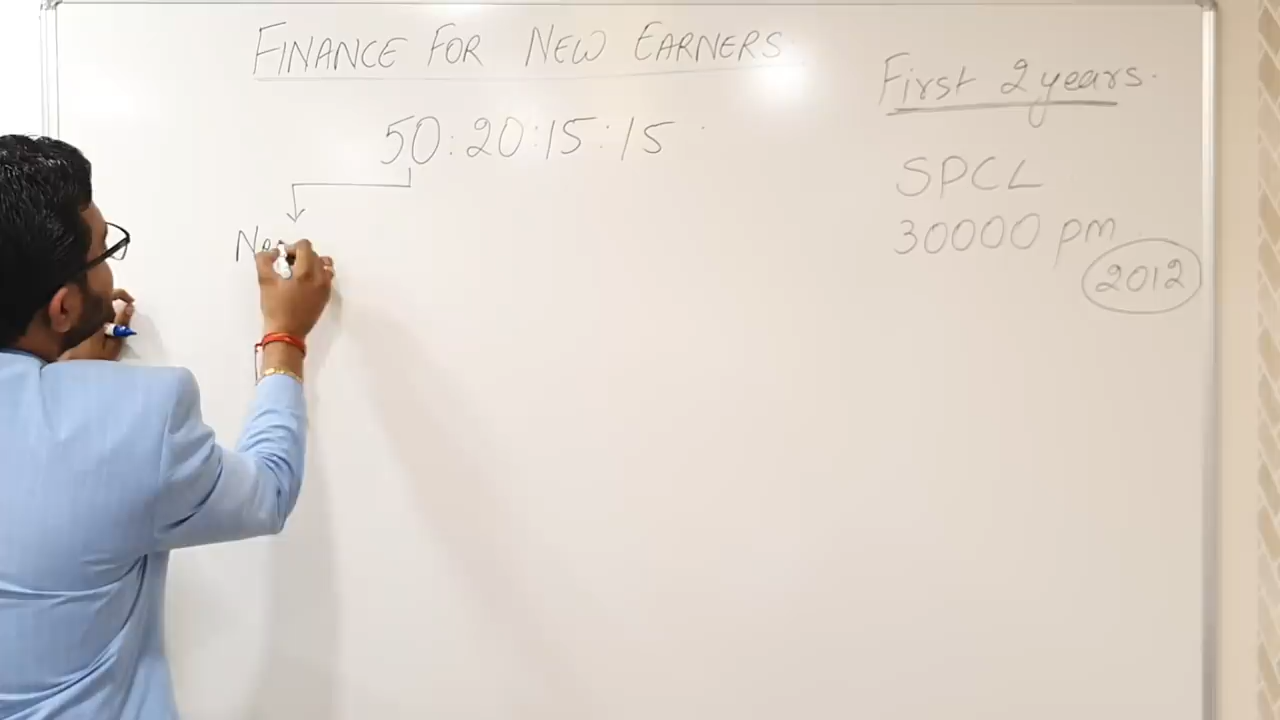 FINANCE FOR NEW EARNERS
50:20:15:15
First 2 years.
SPCL
30000 pm
2012